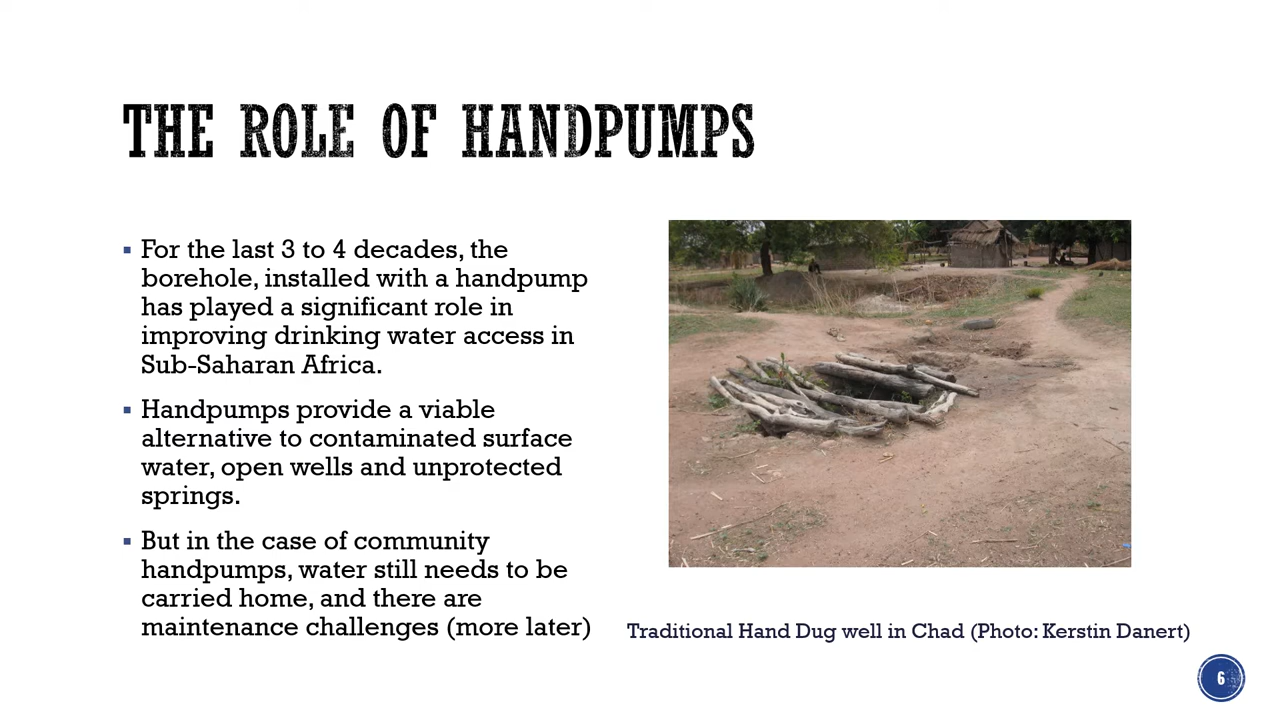 THE ROLE OF HANDPUMPS
▪ For the last 3 to 4 decades, the
borehole, installed with a handpump
has played a significant role in
improving drinking water access in
Sub-Saharan Africa.
▪ Handpumps provide a viable
alternative to contaminated surface
water, open wells and unprotected
springs.
▪ But in the case of community
handpumps, water still needs to be
carried home, and there are
maintenance challenges (more later)
Traditional Hand Dug well in Chad (Photo: Kerstin Danert)
6